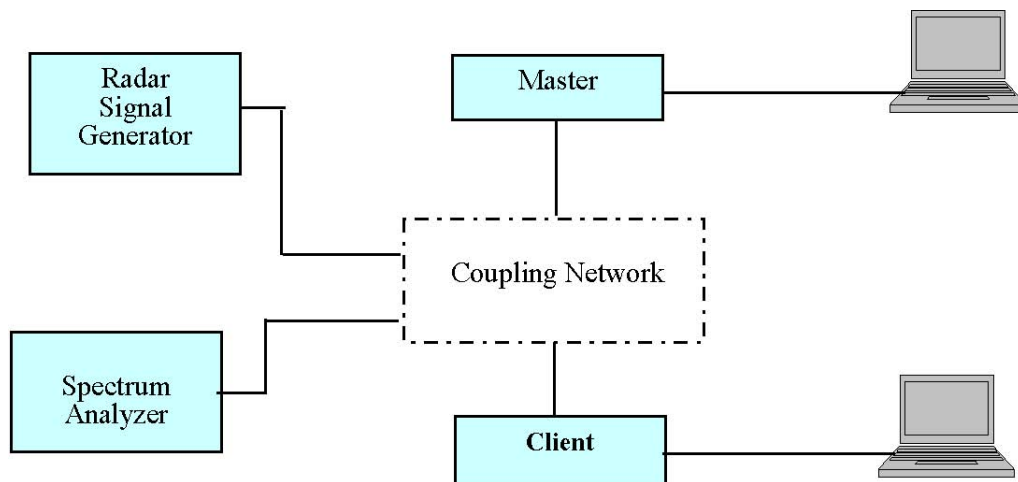 Radar
Signal
Generator
Master
Coupling Network
Spectrum
Analyzer
Client